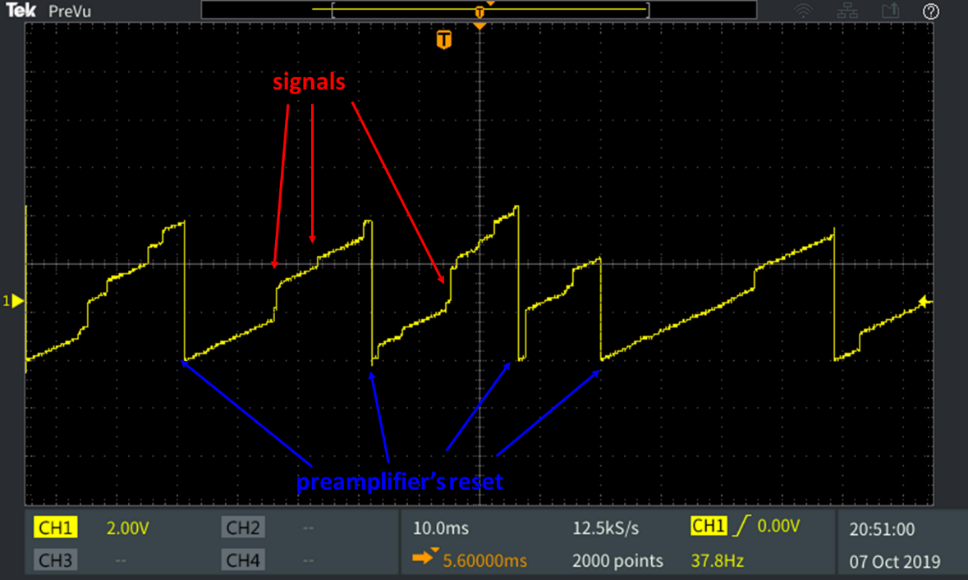 Tek PreVu
T
?
T
signals
1
preamplifier's reset
CH1 2.00V CH2 -- 10.0ms 12.5kS/s CH1 0.00V 20:51:00
CH3 -- CH4 -- 5.60000ms 2000 points 37.8Hz 07 Oct 2019